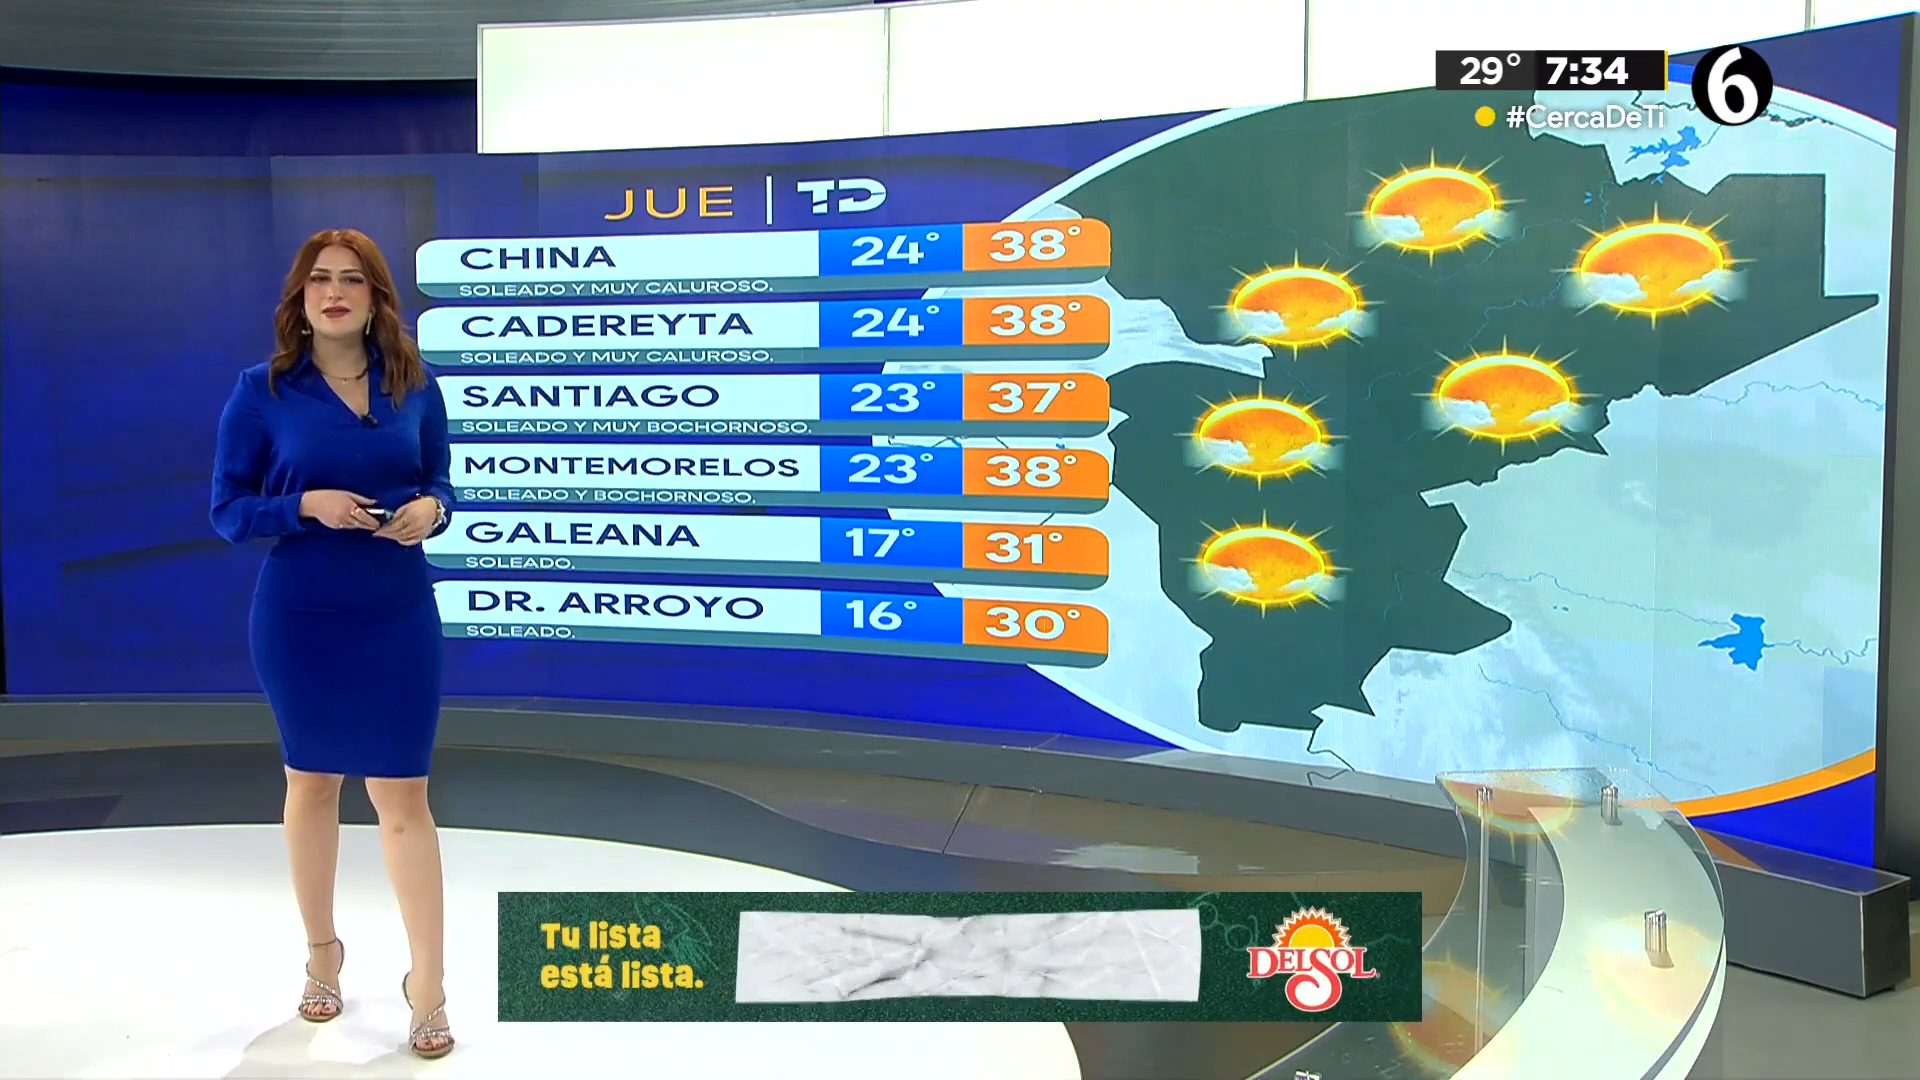 29° 7:34
6
#CercaDeTi
JUE | TD
CHINA 24° 38°
SOLEADO Y MUY CALUROSO.
CADEREYTA 24° 38°
SOLEADO Y MUY CALUROSO.
SANTIAGO 23° 37°
SOLEADO Y MUY BOCHORNOSO.
MONTEMORELOS 23° 38°
SOLEADO Y BOCHORNOSO.
GALEANA 17° 31°
SOLEADO.
DR. ARROYO 16° 30°
SOLEADO.
Tu lista
está lista.
DELSOL